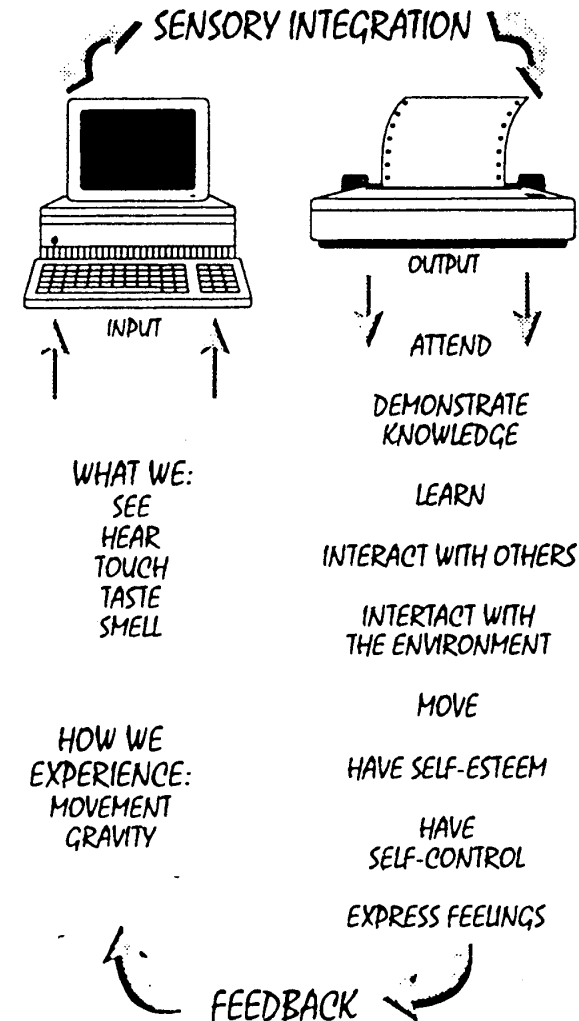 SENSORY INTEGRATION
INPUT
WHAT WE:
SEE
HEAR
TOUCH
TASTE
SMELL
HOW WE
EXPERIENCE:
MOVEMENT
GRAVITY
OUTPUT
ATTEND
DEMONSTRATE
KNOWLEDGE
LEARN
INTERACT WITH OTHERS
INTERTACT WITH
THE ENVIRONMENT
MOVE
HAVE SELF-ESTEEM
HAVE
SELF-CONTROL
EXPRESS FEELINGS
FEEDBACK